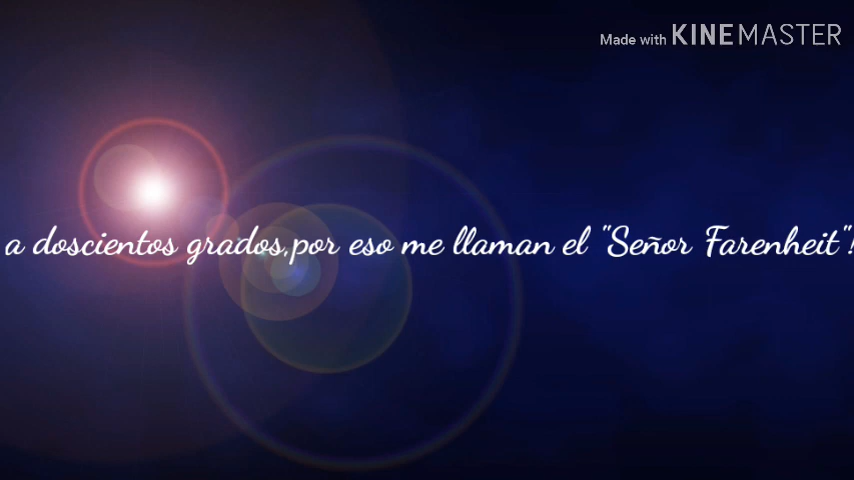 Made with KINEMASTER
a doscientos grados,por eso me llaman el "Señor Farenheit"!